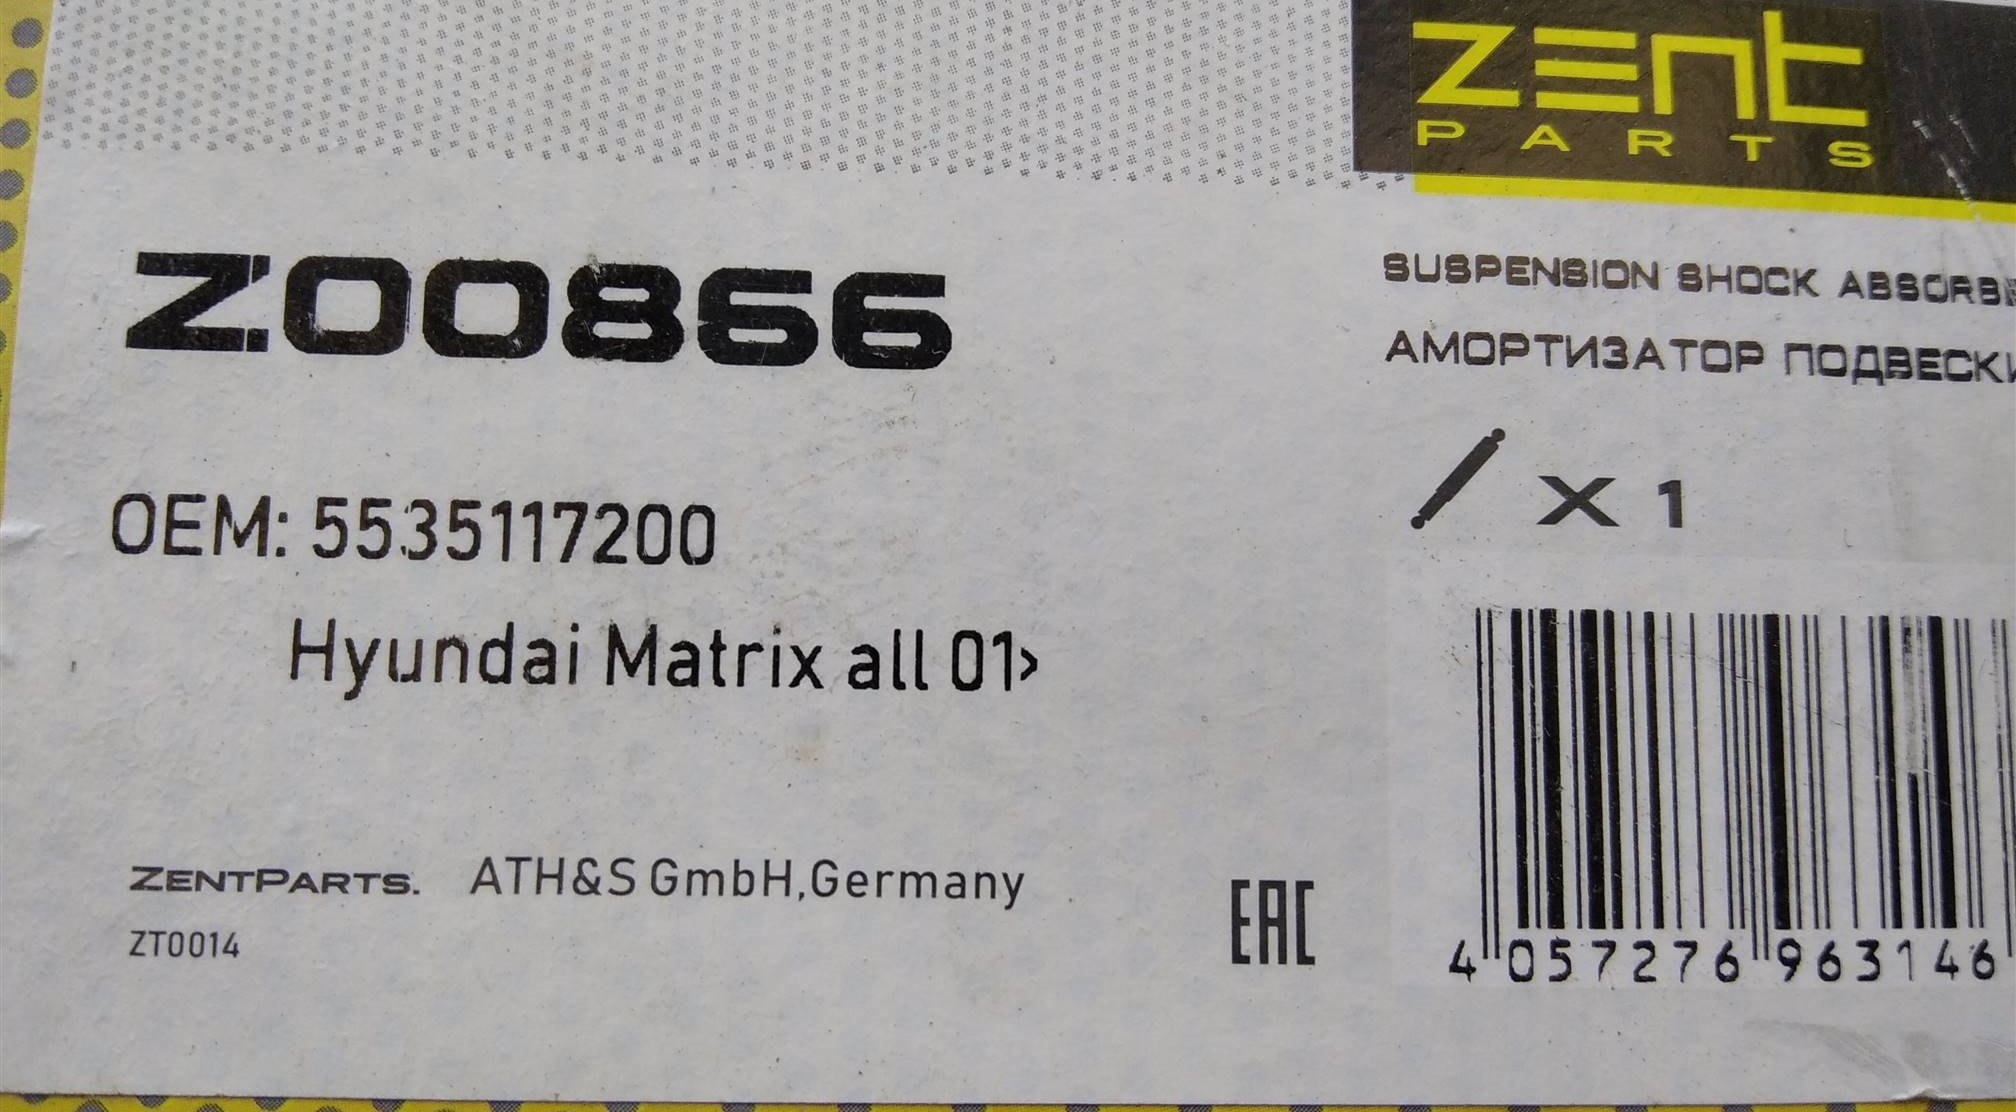 zent
PARTS
Z00866
SUSPENSION SHOCK
АМОРТИЗАТОР ПОДВЕСКИ
X 1
OEM: 5535117200
Hyundai Matrix all 01>
ZENTPARTS. ATH&S GmbH,Germany
ZT0014
EAC
4 057276 963146